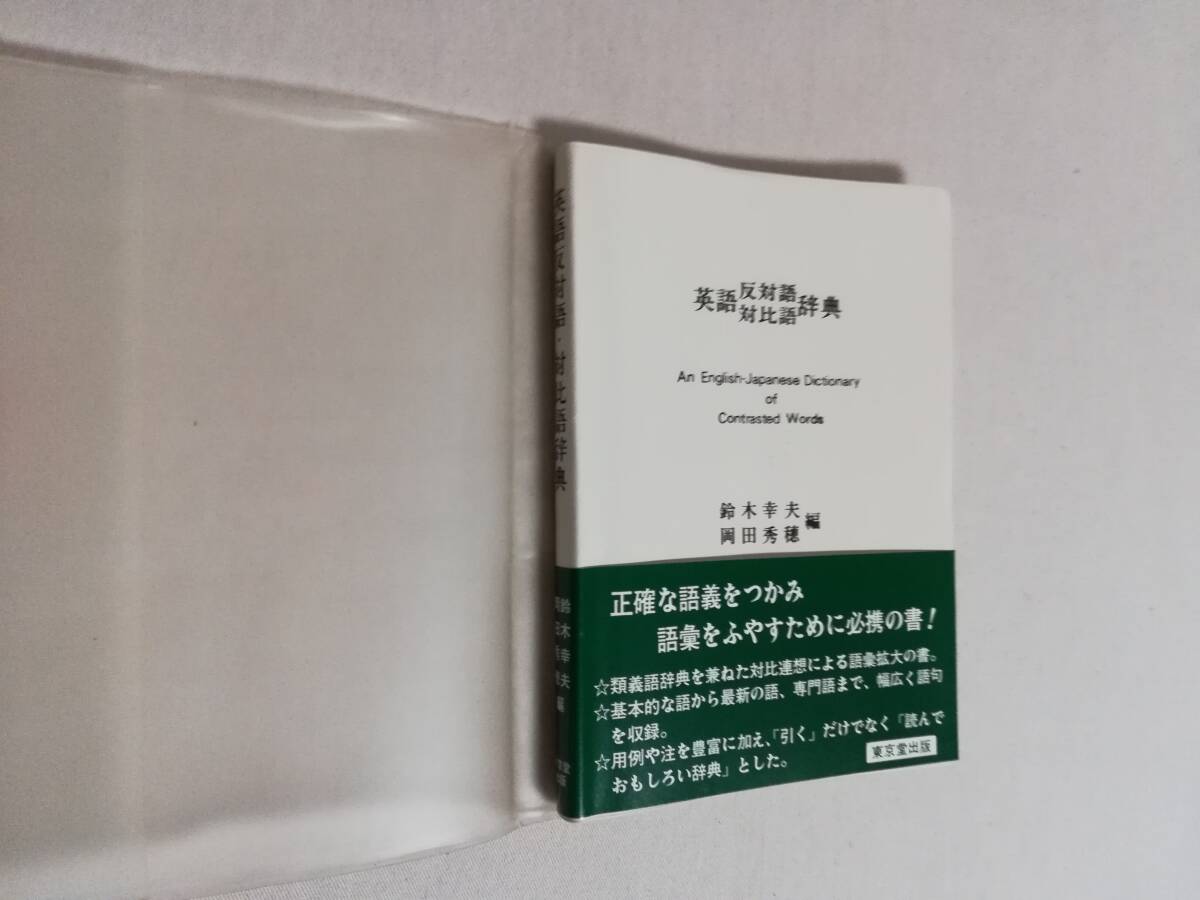 英語反対語・対比語辞典
英語反対語対比語辞典
An English-Japanese Dictionary
of
Contrasted Words
鈴木幸夫
岡田秀穂
編
正確な語義をつかみ
語彙をふやすために必携の書!
☆類義語辞典を兼ねた対比連想による語彙拡大の書。
☆基本的な語から最新の語、専門語まで、幅広く語句
を収録。
☆用例や注を豊富に加え、「引く」だけでなく「読んで
おもしろい辞典」とした。
東京堂出版
鈴木幸夫
編